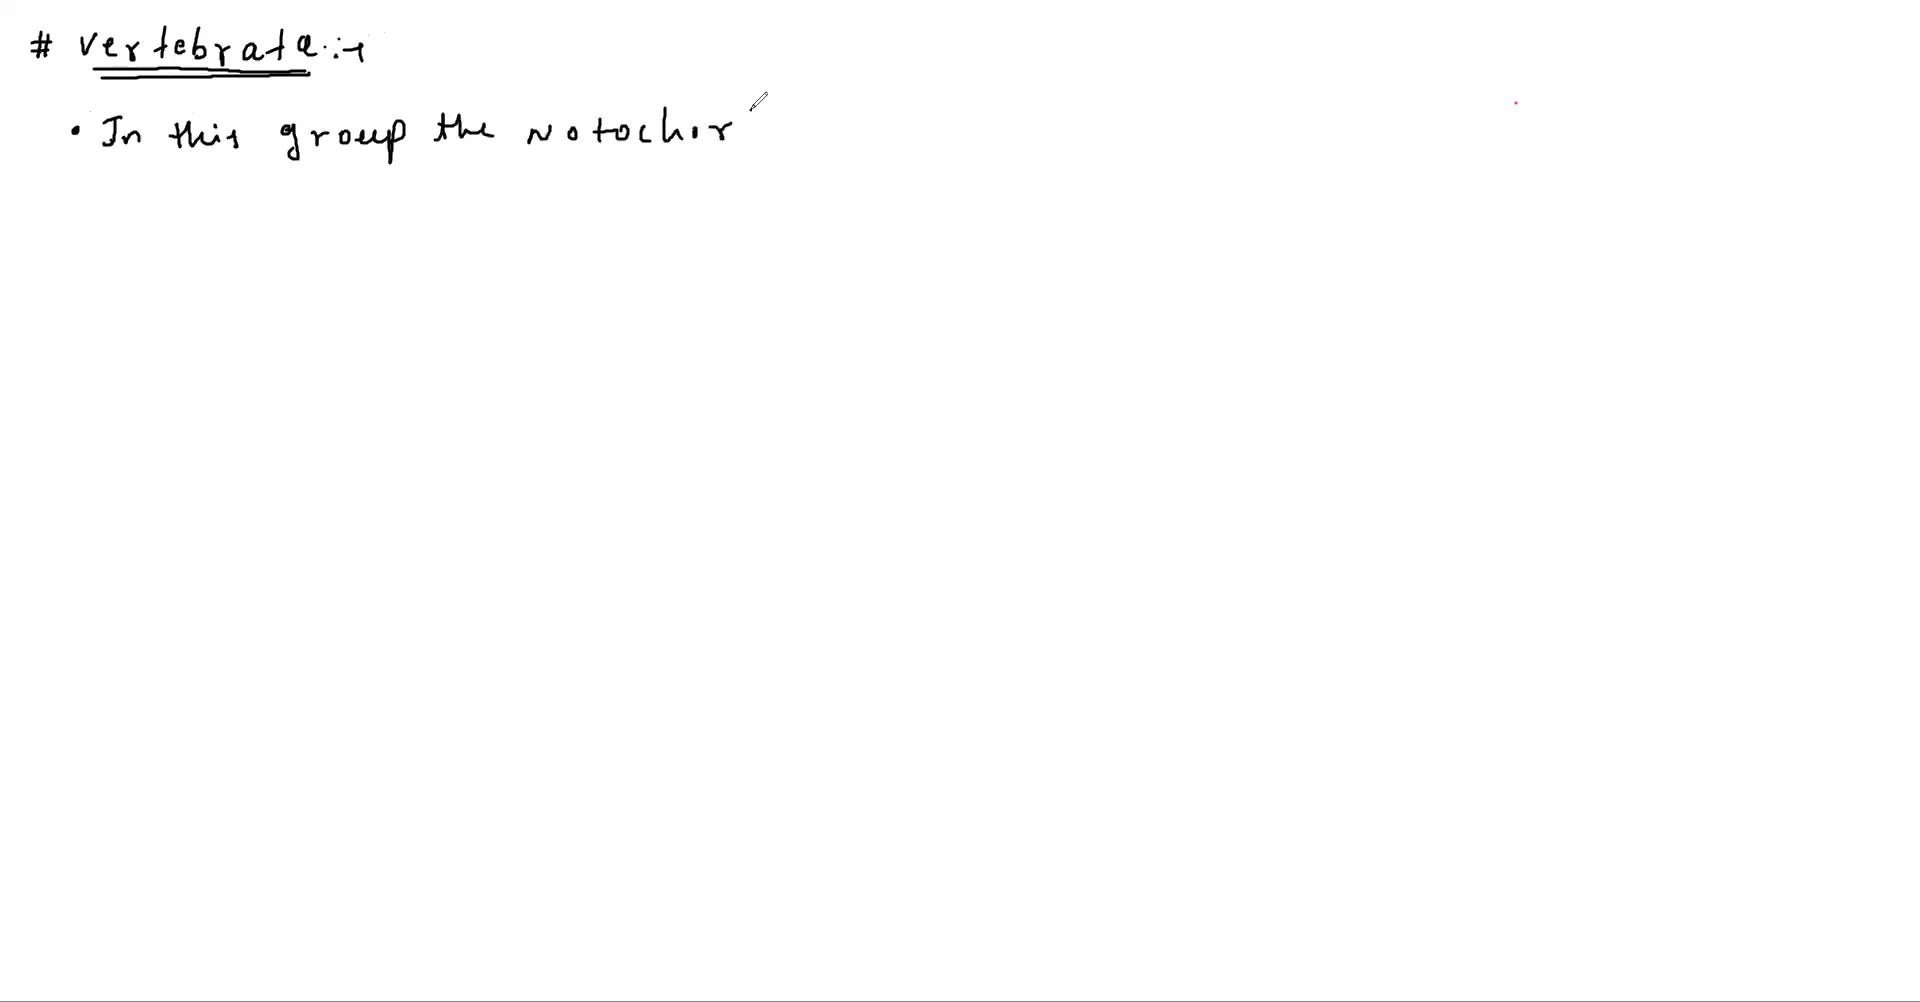 # vertebrata :-
• In this group the Notochor